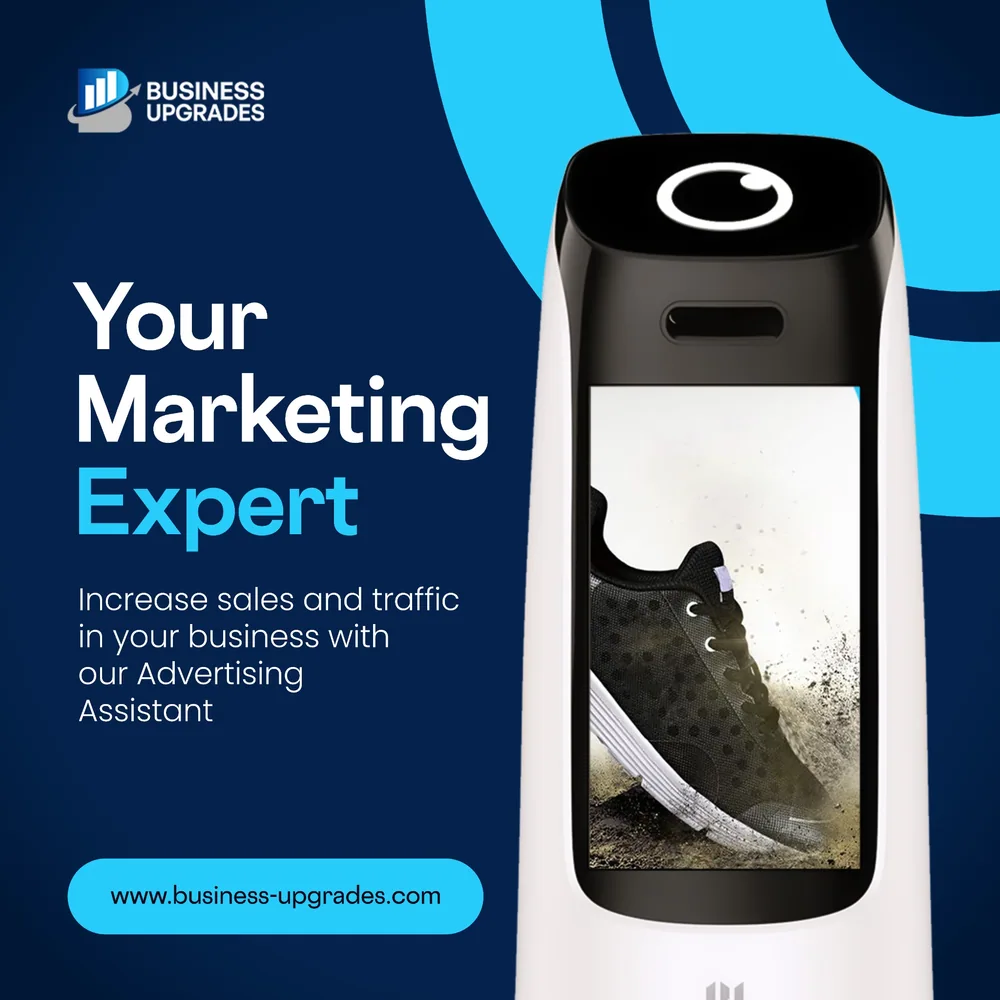 BUSINESS
UPGRADES
Your
Marketing
Expert
Increase sales and traffic
in your business with
our Advertising
Assistant
www.business-upgrades.com